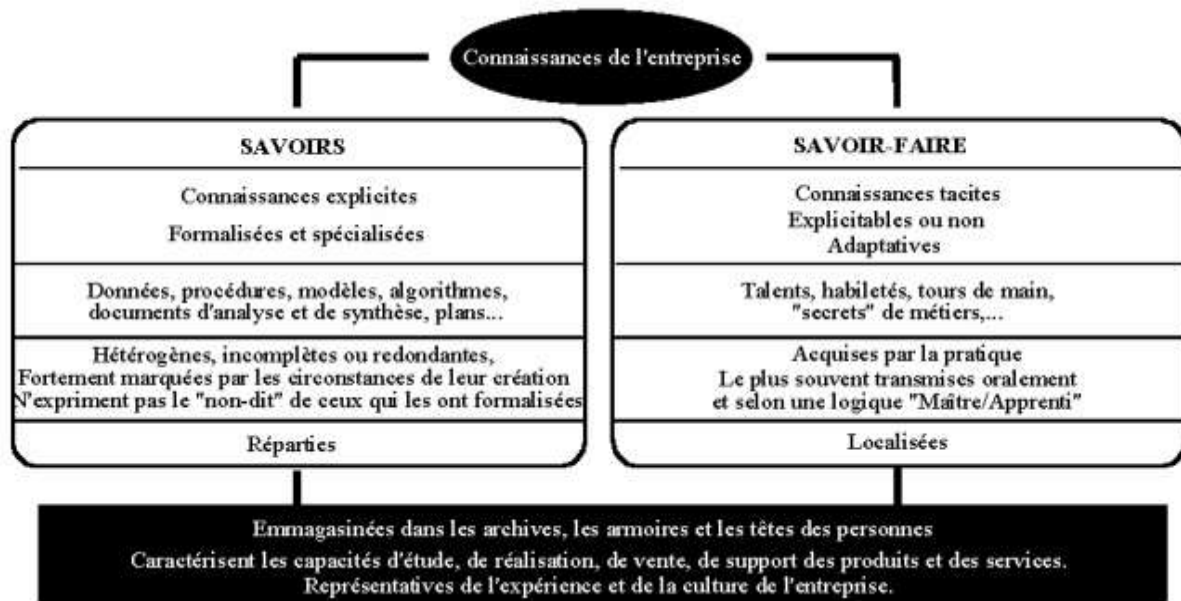 Connaissances de l'entreprise
SAVOIRS
Connaissances explicites
Formalisées et spécialisées
Données, procédures, modèles, algorithmes,
documents d'analyse et de synthèse, plans...
Hétérogènes, incomplètes ou redondantes,
Fortement marquées par les circonstances de leur création
N'expriment pas le "non-dit" de ceux qui les ont formalisées
Réparties
SAVOIR-FAIRE
Connaissances tacites
Explicitables ou non
Adaptatives
Talents, habiletés, tours de main,
"secrets" de métiers,...
Acquises par la pratique
Le plus souvent transmises oralement
et selon une logique "Maître/Apprenti"
Localisées
Emmagasinées dans les archives, les armoires et les têtes des personnes
Caractérisent les capacités d'étude, de réalisation, de vente, de support des produits et des services.
Représentatives de l'expérience et de la culture de l'entreprise.